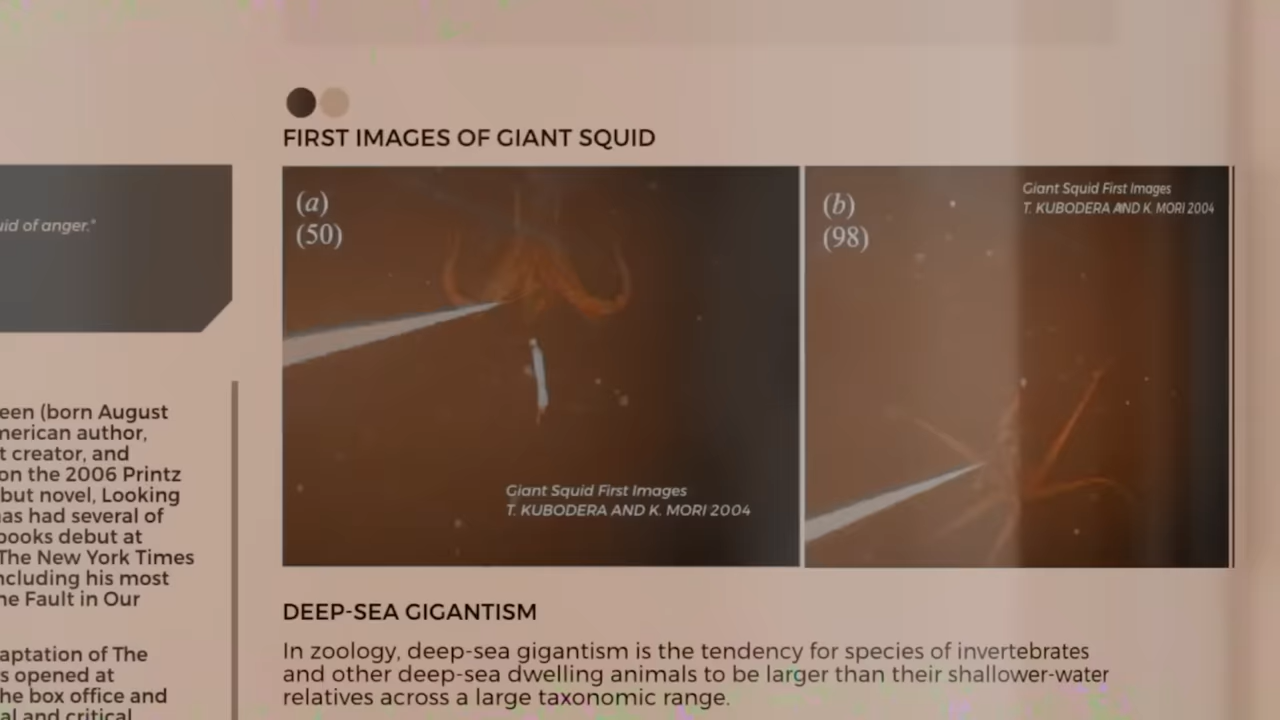 uid of anger."
een (born August
merican author,
t creator, and
on the 2006 Printz
but novel, Looking
as had several of
books debut at
The New York Times
ncluding his most
he Fault in Our
aptation of The
s opened at
he box office and
al and critical
FIRST IMAGES OF GIANT SQUID
(a)
(50)
Giant Squid First Images
T. KUBODERA AND K. MORI 2004
(b)
(98)
Giant Squid First Images
T. KUBODERA AND K. MORI 2004
DEEP-SEA GIGANTISM
In zoology, deep-sea gigantism is the tendency for species of invertebrates
and other deep-sea dwelling animals to be larger than their shallower-water
relatives across a large taxonomic range.